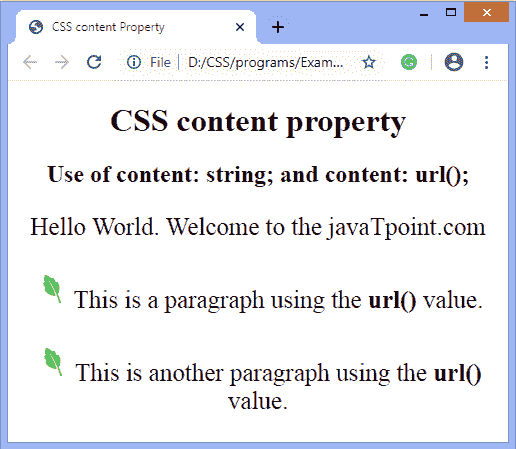 CSS content Property
File
D:/CSS/programs/Exam...
CSS content property
Use of content: string; and content: url();
Hello World. Welcome to the javaTpoint.com
This is a paragraph using the url() value.
This is another paragraph using the url()
value.